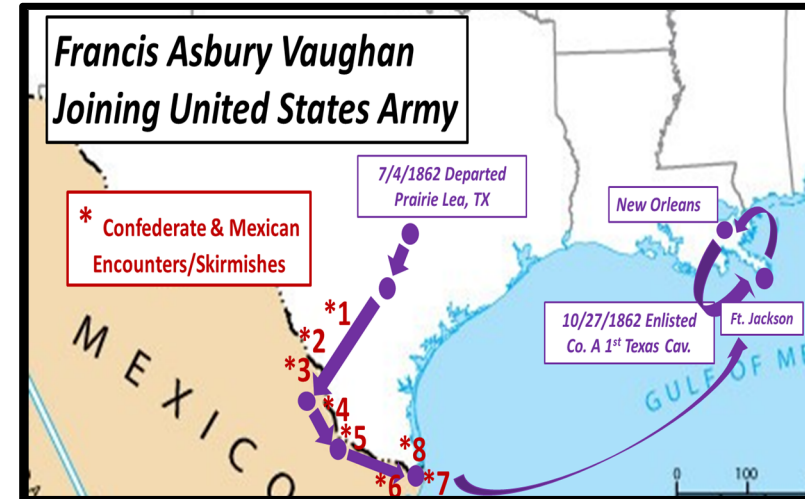 Francis Asbury Vaughan
Joining United States Army
7/4/1862 Departed
Prairie Lea, TX
* Confederate & Mexican
Encounters/Skirmishes
New Orleans
10/27/1862 Enlisted
Co. A 1st Texas Cav.
Ft. Jackson
*1
*2
*3
*4
*5
*8
*6
*7
MEXICO
GULF OF ME
0 100